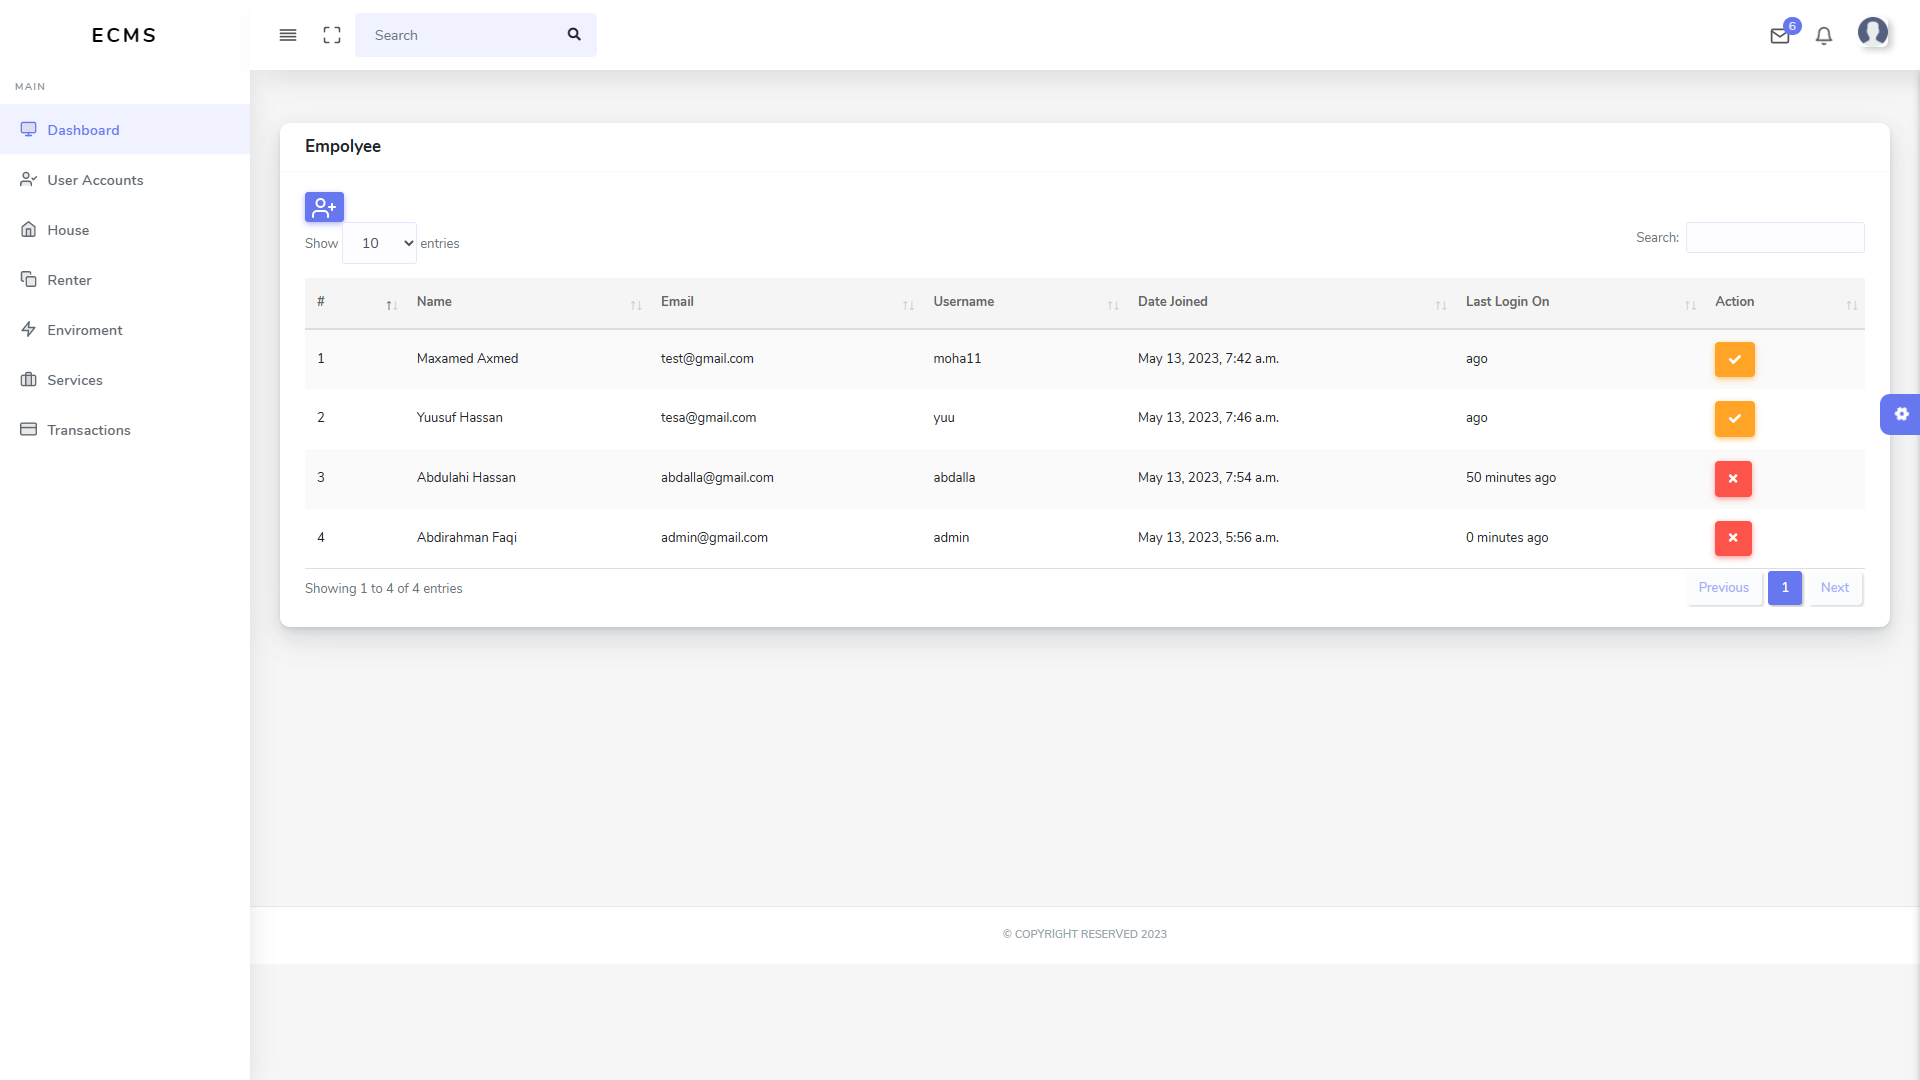 ECMS
Search
6
MAIN
Dashboard
User Accounts
House
Renter
Enviroment
Services
Transactions
Empolyee
Show 10 entries
Search:
# Name Email Username Date Joined Last Login On Action
1 Maxamed Axmed test@gmail.com moha11 May 13, 2023, 7:42 a.m. ago
2 Yuusuf Hassan tesa@gmail.com yuu May 13, 2023, 7:46 a.m. ago
3 Abdulahi Hassan abdalla@gmail.com abdalla May 13, 2023, 7:54 a.m. 50 minutes ago
4 Abdirahman Faqi admin@gmail.com admin May 13, 2023, 5:56 a.m. 0 minutes ago
Showing 1 to 4 of 4 entries
Previous 1 Next
© COPYRIGHT RESERVED 2023